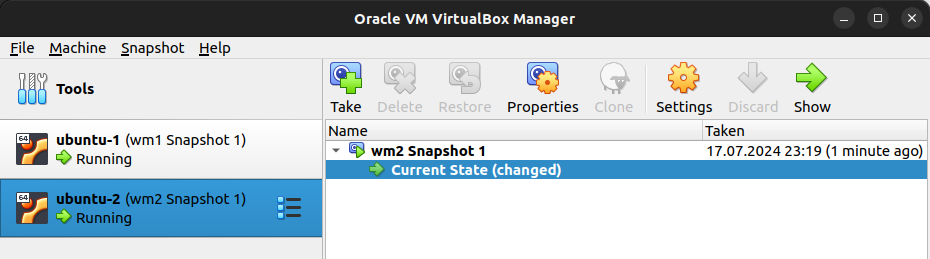 Oracle VM VirtualBox Manager
File Machine Snapshot Help
Tools
Take Delete Restore Properties Clone Settings Discard Show
Name Taken
64
ubuntu-1 (wm1 Snapshot 1)
Running
wm2 Snapshot 1 17.07.2024 23:19 (1 minute ago)
Current State (changed)
64
ubuntu-2 (wm2 Snapshot 1)
Running